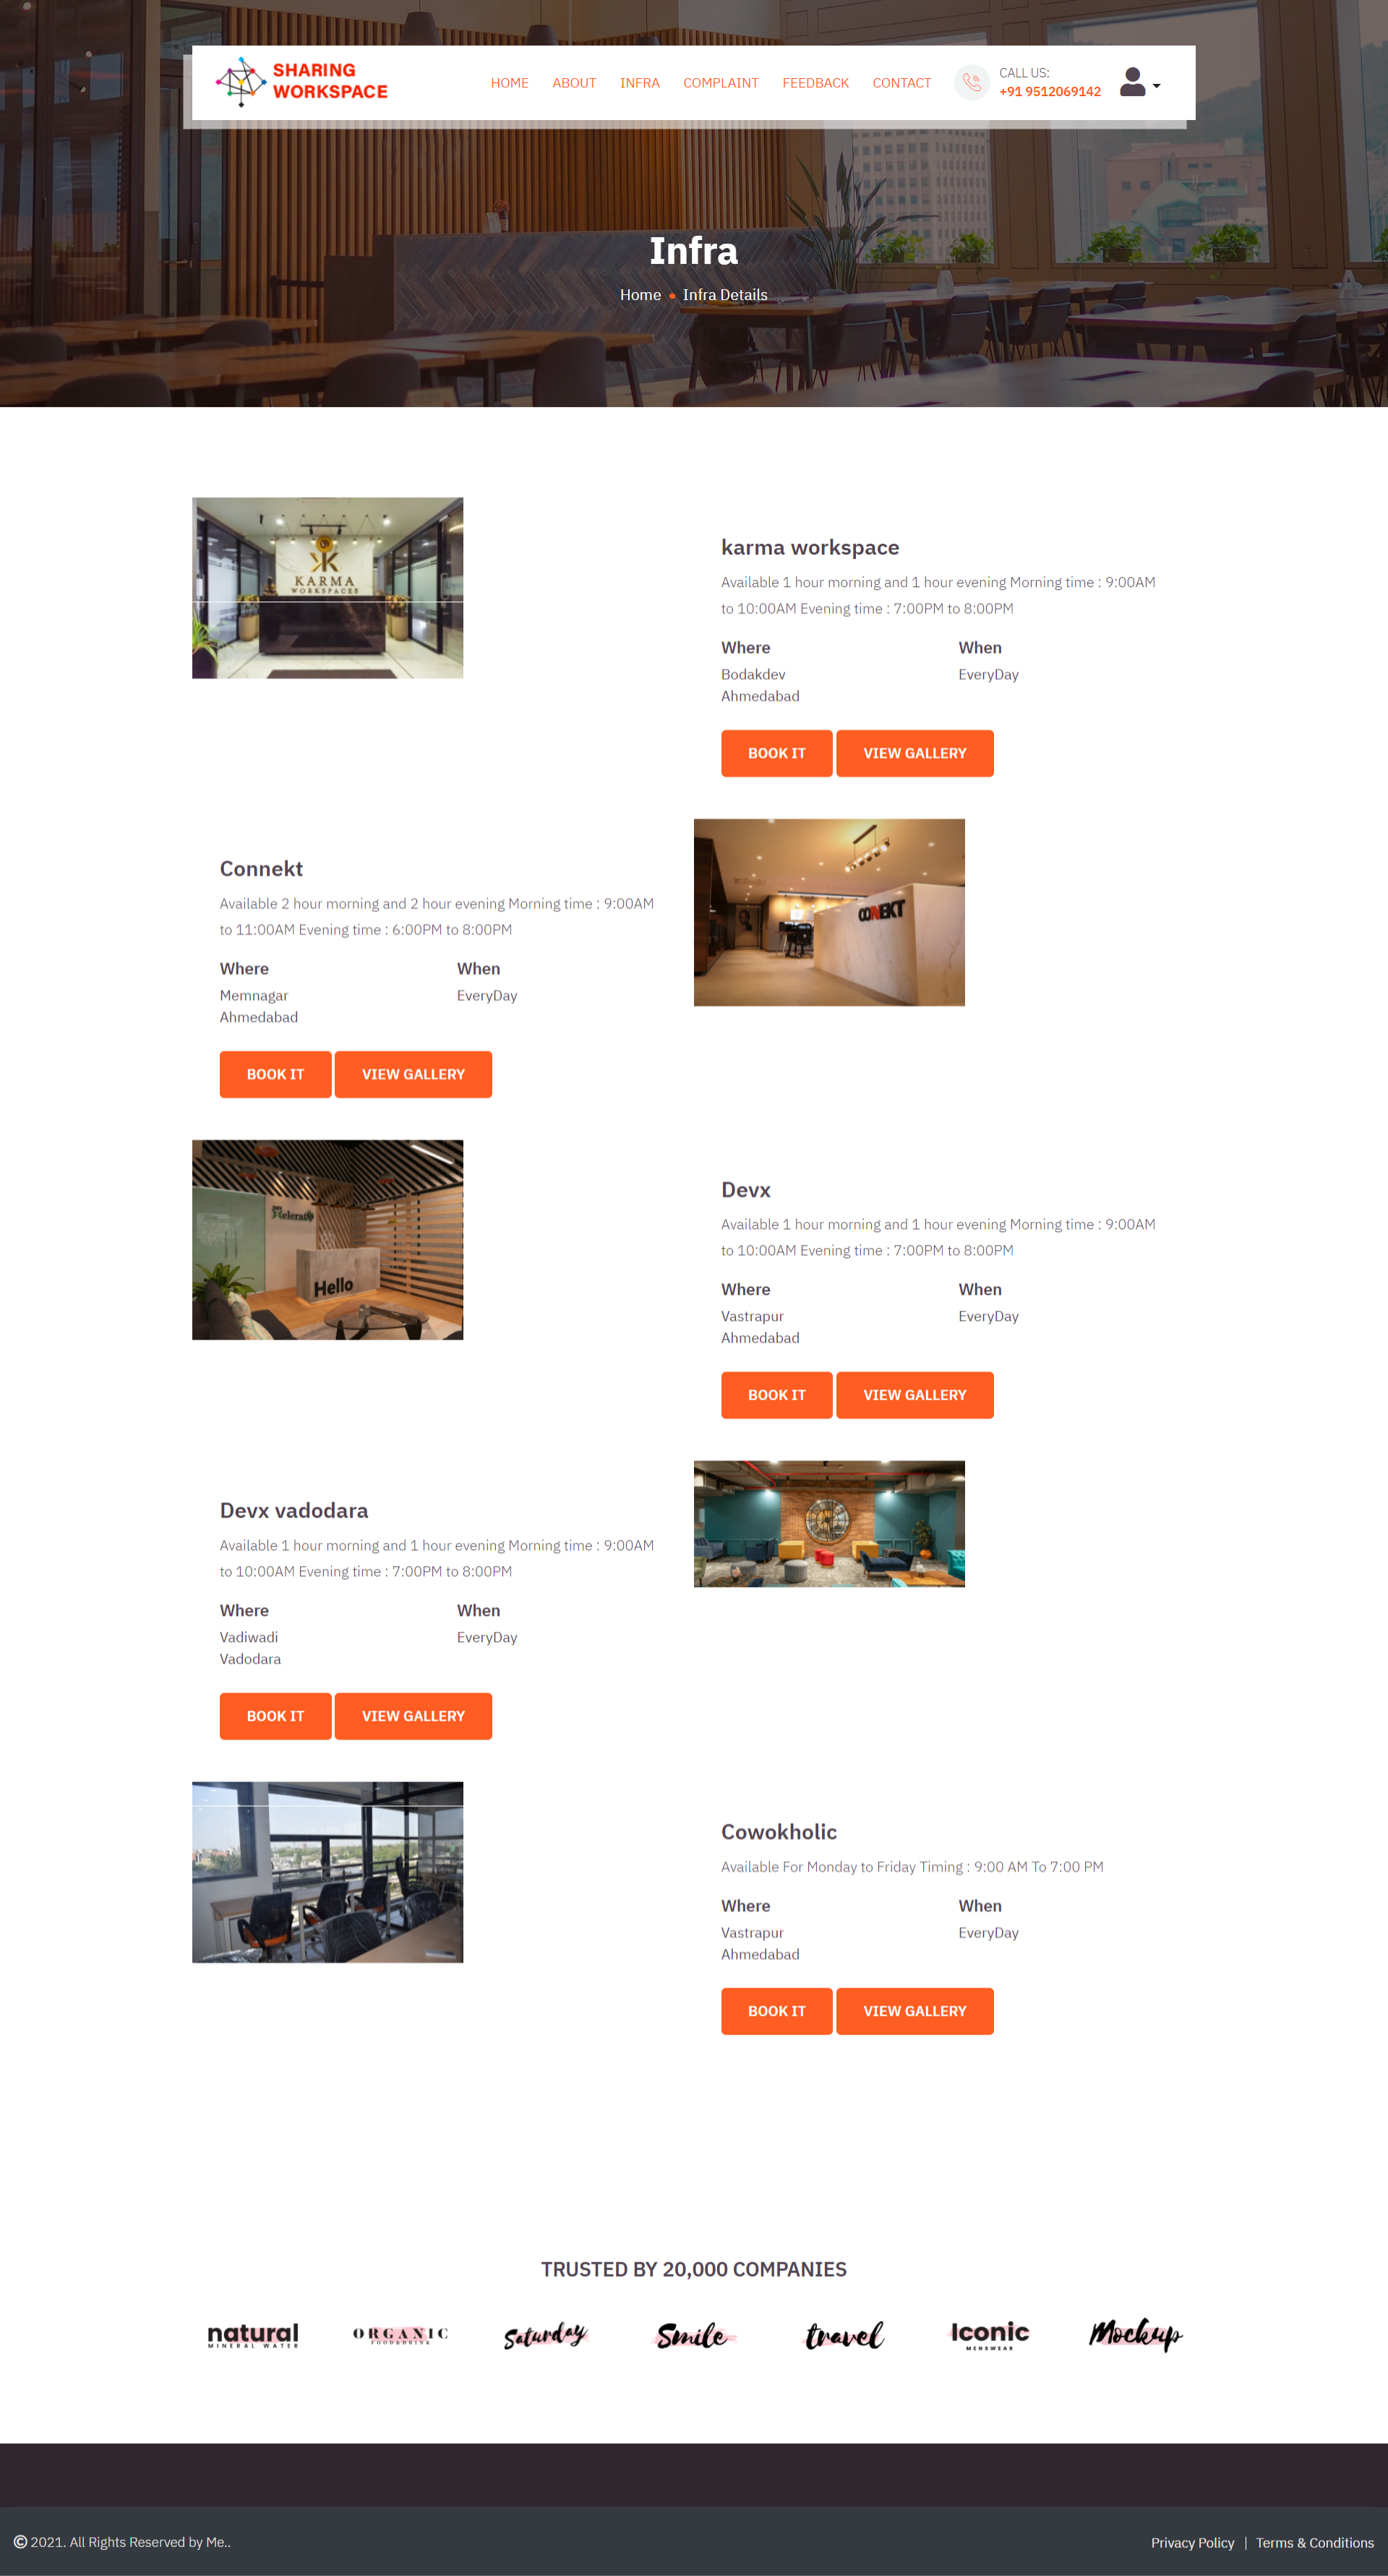 SHARING
WORKSPACE
HOME ABOUT INFRA COMPLAINT FEEDBACK CONTACT
CALL US:
+91 9512069142
Infra
Home Infra Details
KARMA
WORKSPACES
karma workspace
Available 1 hour morning and 1 hour evening Morning time : 9:00AM
to 10:00AM Evening time : 7:00PM to 8:00PM
Where When
Bodakdev EveryDay
Ahmedabad
BOOK IT VIEW GALLERY
Connekt
Available 2 hour morning and 2 hour evening Morning time : 9:00AM
to 11:00AM Evening time : 6:00PM to 8:00PM
Where When
Memnagar EveryDay
Ahmedabad
BOOK IT VIEW GALLERY
Hello
Devx
Available 1 hour morning and 1 hour evening Morning time : 9:00AM
to 10:00AM Evening time : 7:00PM to 8:00PM
Where When
Vastrapur EveryDay
Ahmedabad
BOOK IT VIEW GALLERY
Devx vadodara
Available 1 hour morning and 1 hour evening Morning time : 9:00AM
to 10:00AM Evening time : 7:00PM to 8:00PM
Where When
Vadiwadi EveryDay
Vadodara
BOOK IT VIEW GALLERY
Cowokholic
Available For Monday to Friday Timing : 9:00 AM To 7:00 PM
Where When
Vastrapur EveryDay
Ahmedabad
BOOK IT VIEW GALLERY
TRUSTED BY 20,000 COMPANIES
natural
MINERAL WATER
ORGANIC
Saturday
Smile
travel
Iconic
MENSWEAR
Mockup
© 2021. All Rights Reserved by Me..
Privacy Policy | Terms & Conditions